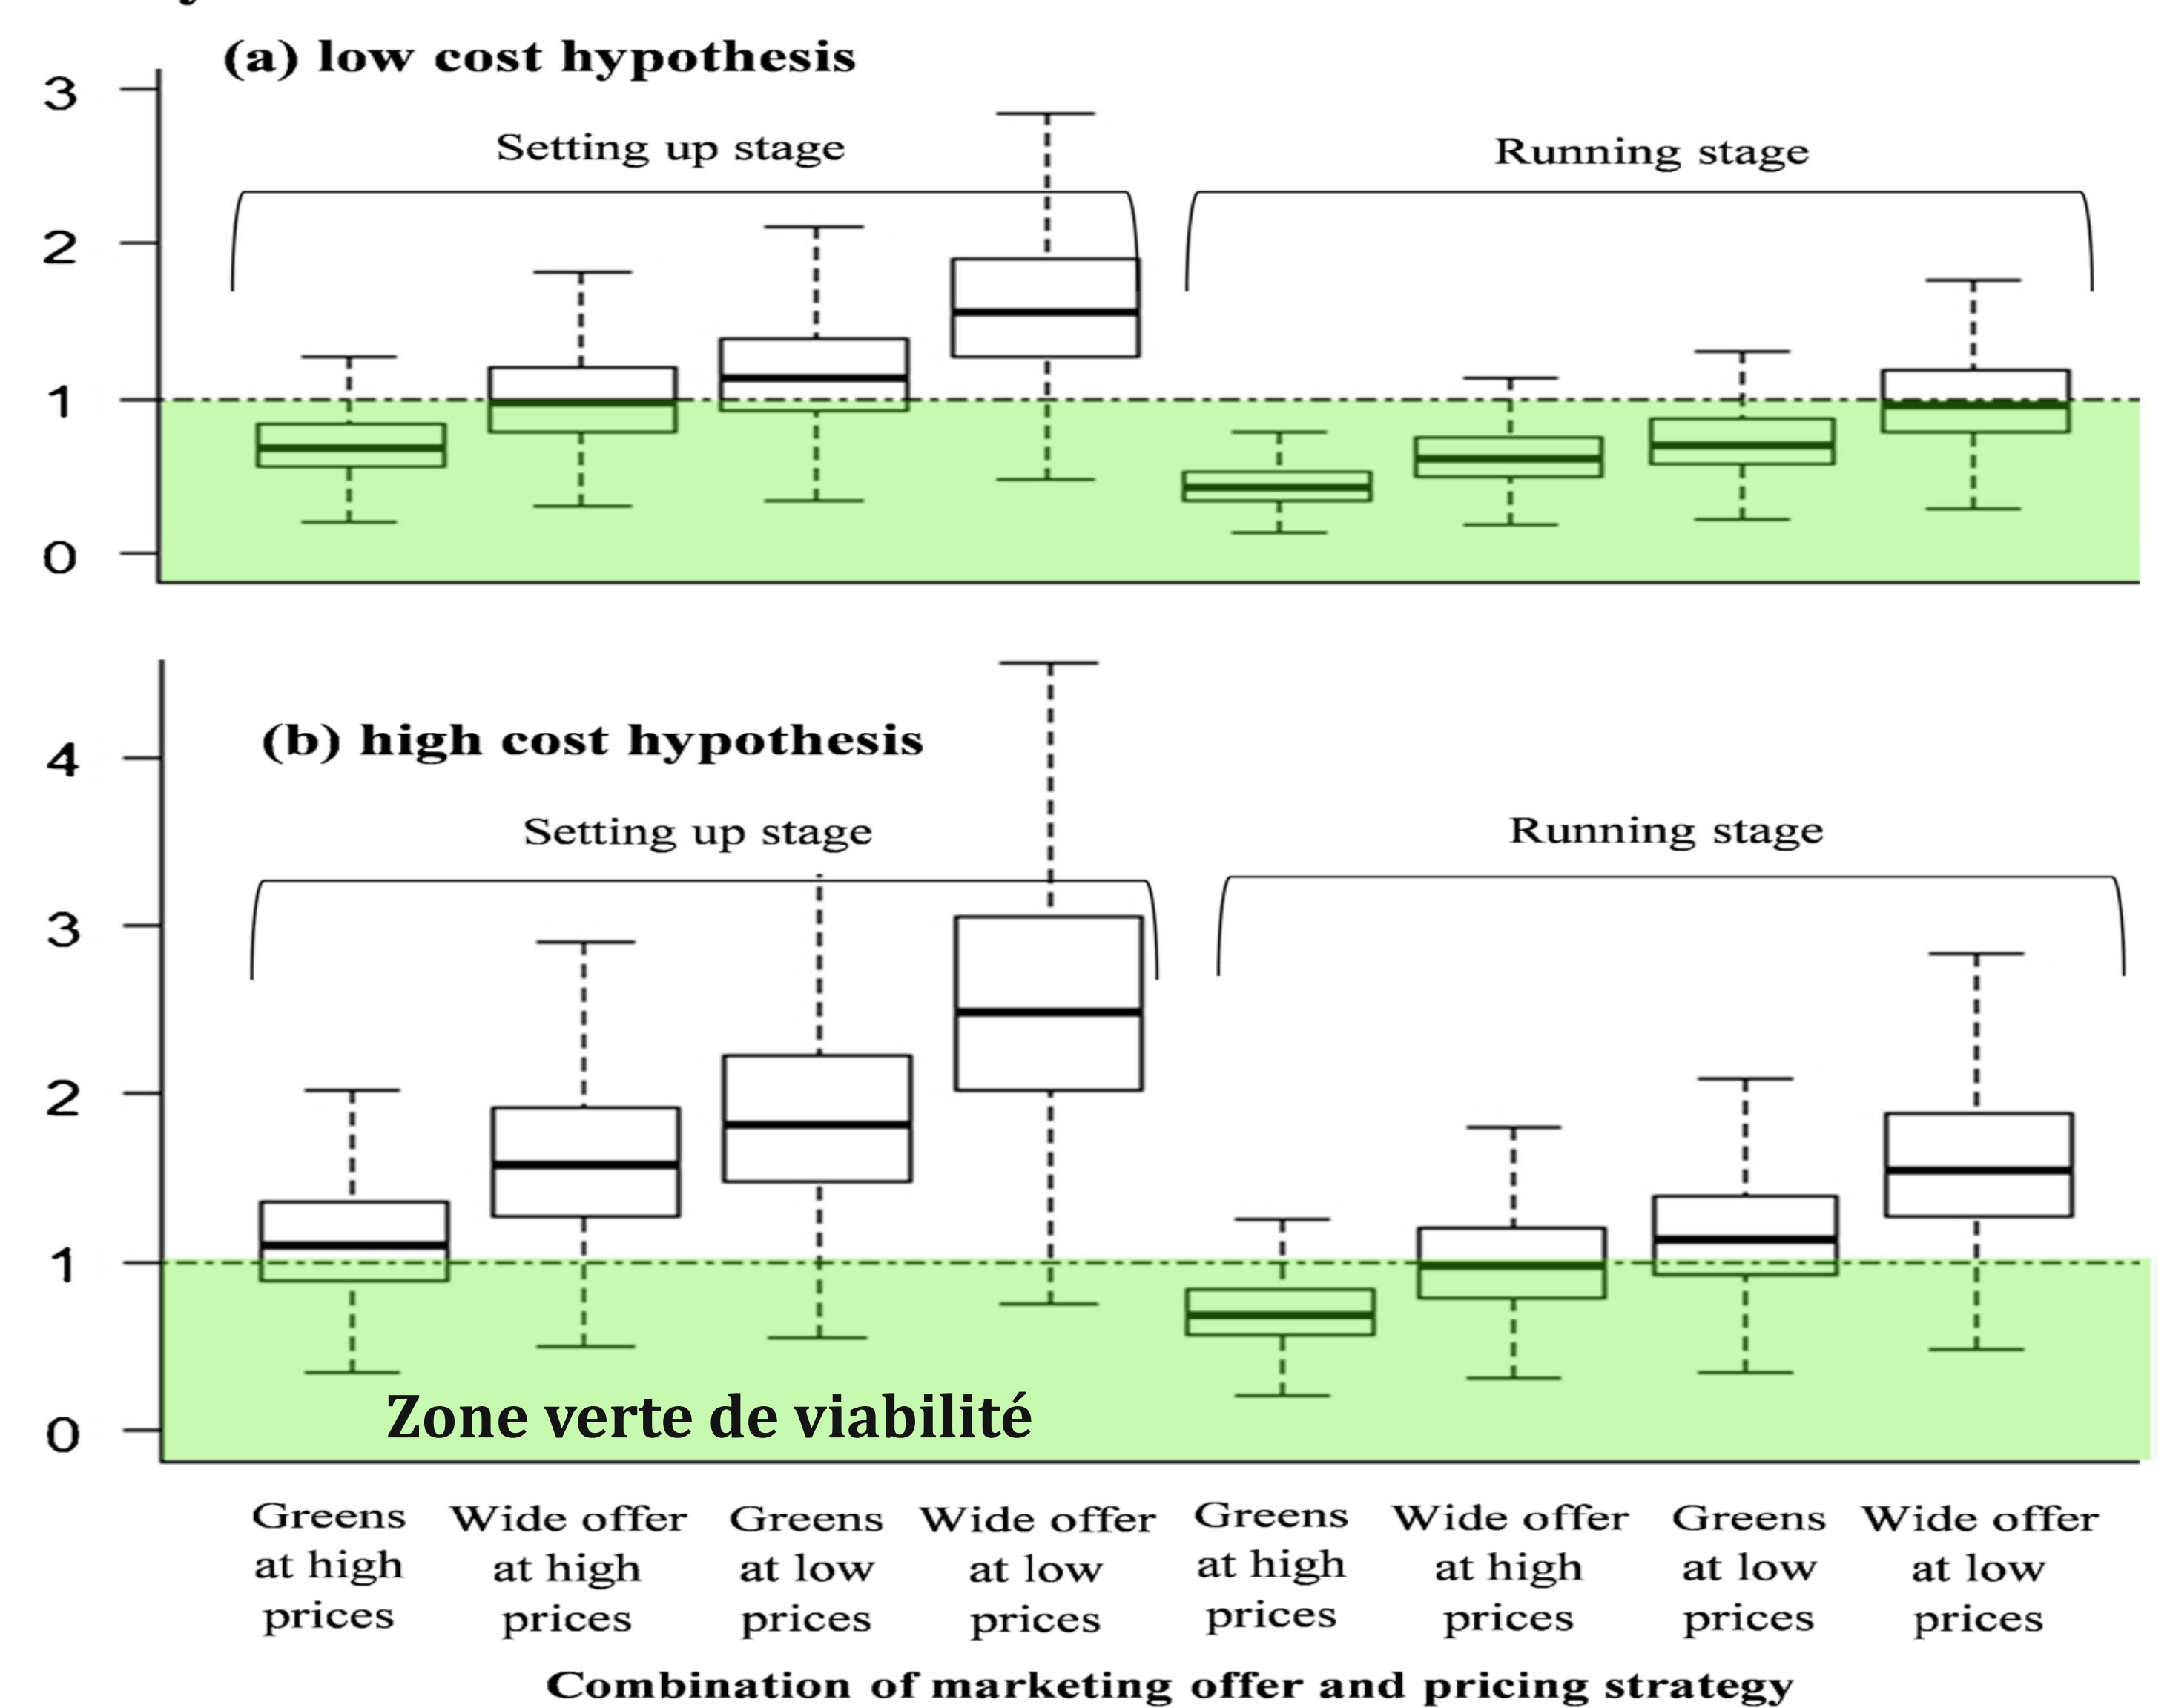 (a) low cost hypothesis
3
Setting up stage
Running stage
2
1
0
(b) high cost hypothesis
4
Setting up stage
Running stage
3
2
1
Zone verte de viabilité
0
Greens at high prices
Wide offer at high prices
Greens at low prices
Wide offer at low prices
Greens at high prices
Wide offer at high prices
Greens at low prices
Wide offer at low prices
Combination of marketing offer and pricing strategy